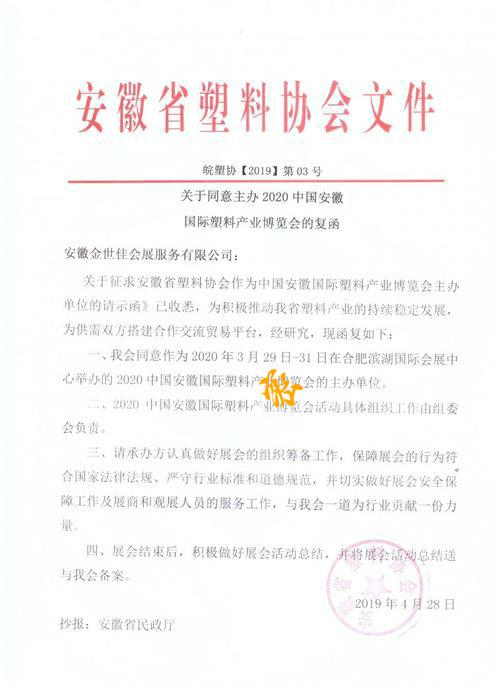 安徽省塑料协会文件
皖塑协【2019】第 03 号
关于同意主办 2020 中国安徽
国际塑料产业博览会的复函
安徽金世佳会展服务有限公司：
关于征求安徽省塑料协会作为中国安徽国际塑料产业博览会主办
单位的请示函》已收悉，为积极推动我省塑料产业的持续稳定发展，
为供需双方搭建合作交流贸易平台，经研究，现函复如下：
一、我会同意作为 2020 年 3 月 29 日-31 日在合肥滨湖国际会展中
心举办的 2020 中国安徽国际塑料产业博览会的主办单位。
二、2020 中国安徽国际塑料产业博览会活动具体组织工作由组委
会负责。
三、请承办方认真做好展会的组织筹备工作，保障展会的行为符
合国家法律法规、严守行业标准和道德规范，并切实做好展会安全保
障工作及展商和观展人员的服务工作，与我会一道为行业贡献一份力
量。
四、展会结束后，积极做好展会活动总结，并将展会活动总结送
与我会备案。
安徽省塑料协会
2019 年 4 月 28 日
抄报：安徽省民政厅